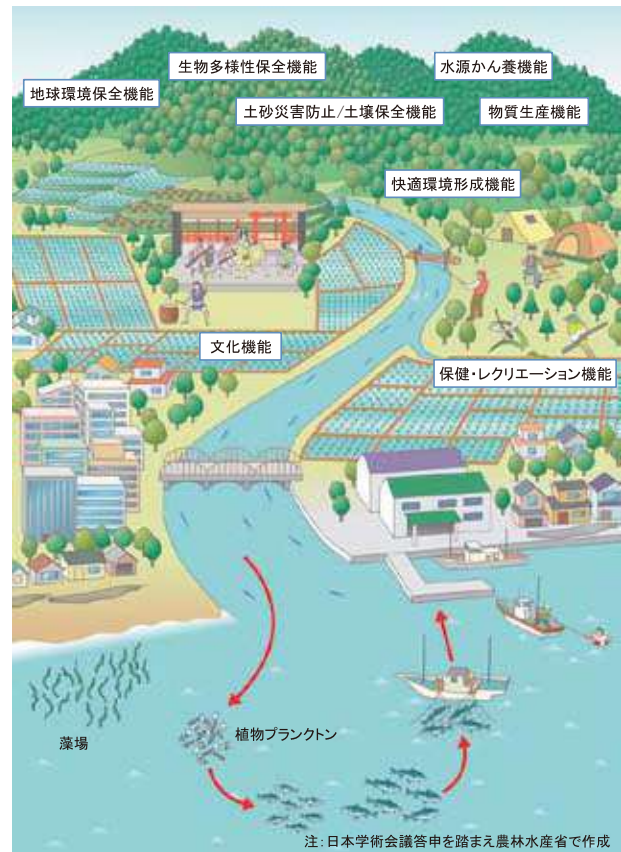 生物多様性保全機能
水源かん養機能
地球環境保全機能
土砂災害防止/土壌保全機能
物質生産機能
快適環境形成機能
文化機能
保健・レクリエーション機能
藻場
植物プランクトン
注：日本学術会議答申を踏まえ農林水産省で作成